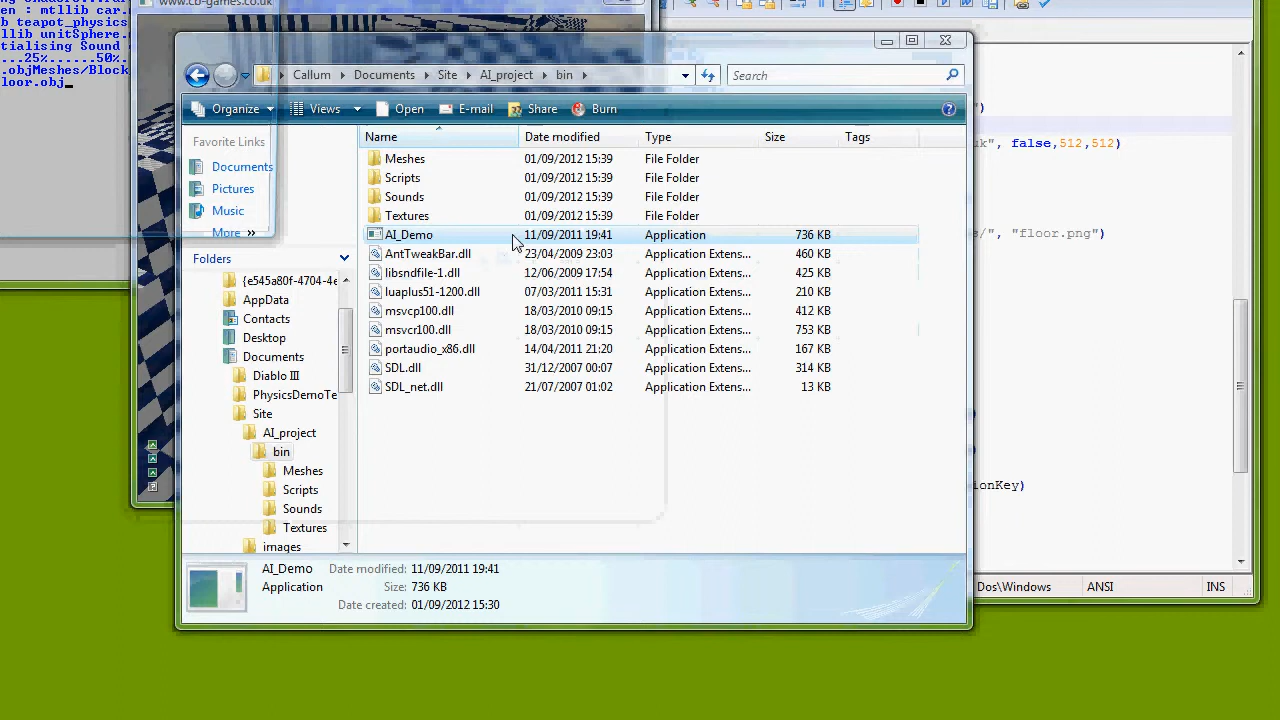 en : mtllib car.
b teapot_physics
llib unitSphere.
tialising Sound
...25%......50%.
.objMeshes/Block
loor.obj
www.cb-games.co.uk
Callum Documents Site AI_project bin
Search
Organize Views Open E-mail Share Burn
Favorite Links
Documents
Pictures
Music
More »
Folders
{e545a80f-4704-4e
AppData
Contacts
Desktop
Documents
Diablo III
PhysicsDemoTe
Site
AI_project
bin
Meshes
Scripts
Sounds
Textures
images
Name Date modified Type Size Tags
Meshes 01/09/2012 15:39 File Folder
Scripts 01/09/2012 15:39 File Folder
Sounds 01/09/2012 15:39 File Folder
Textures 01/09/2012 15:39 File Folder
AI_Demo 11/09/2011 19:41 Application 736 KB
AntTweakBar.dll 23/04/2009 23:03 Application Extens... 460 KB
libsndfile-1.dll 12/06/2009 17:54 Application Extens... 425 KB
luaplus51-1200.dll 07/03/2011 15:31 Application Extens... 210 KB
msvcp100.dll 18/03/2010 09:15 Application Extens... 412 KB
msvcr100.dll 18/03/2010 09:15 Application Extens... 753 KB
portaudio_x86.dll 14/04/2011 21:20 Application Extens... 167 KB
SDL.dll 31/12/2007 00:07 Application Extens... 314 KB
SDL_net.dll 21/07/2007 01:02 Application Extens... 13 KB
AI_Demo Date modified: 11/09/2011 19:41
Application Size: 736 KB
Date created: 01/09/2012 15:30
")
uk", false,512,512)
s/", "floor.png")
)
)
ionKey)
Dos\Windows ANSI INS